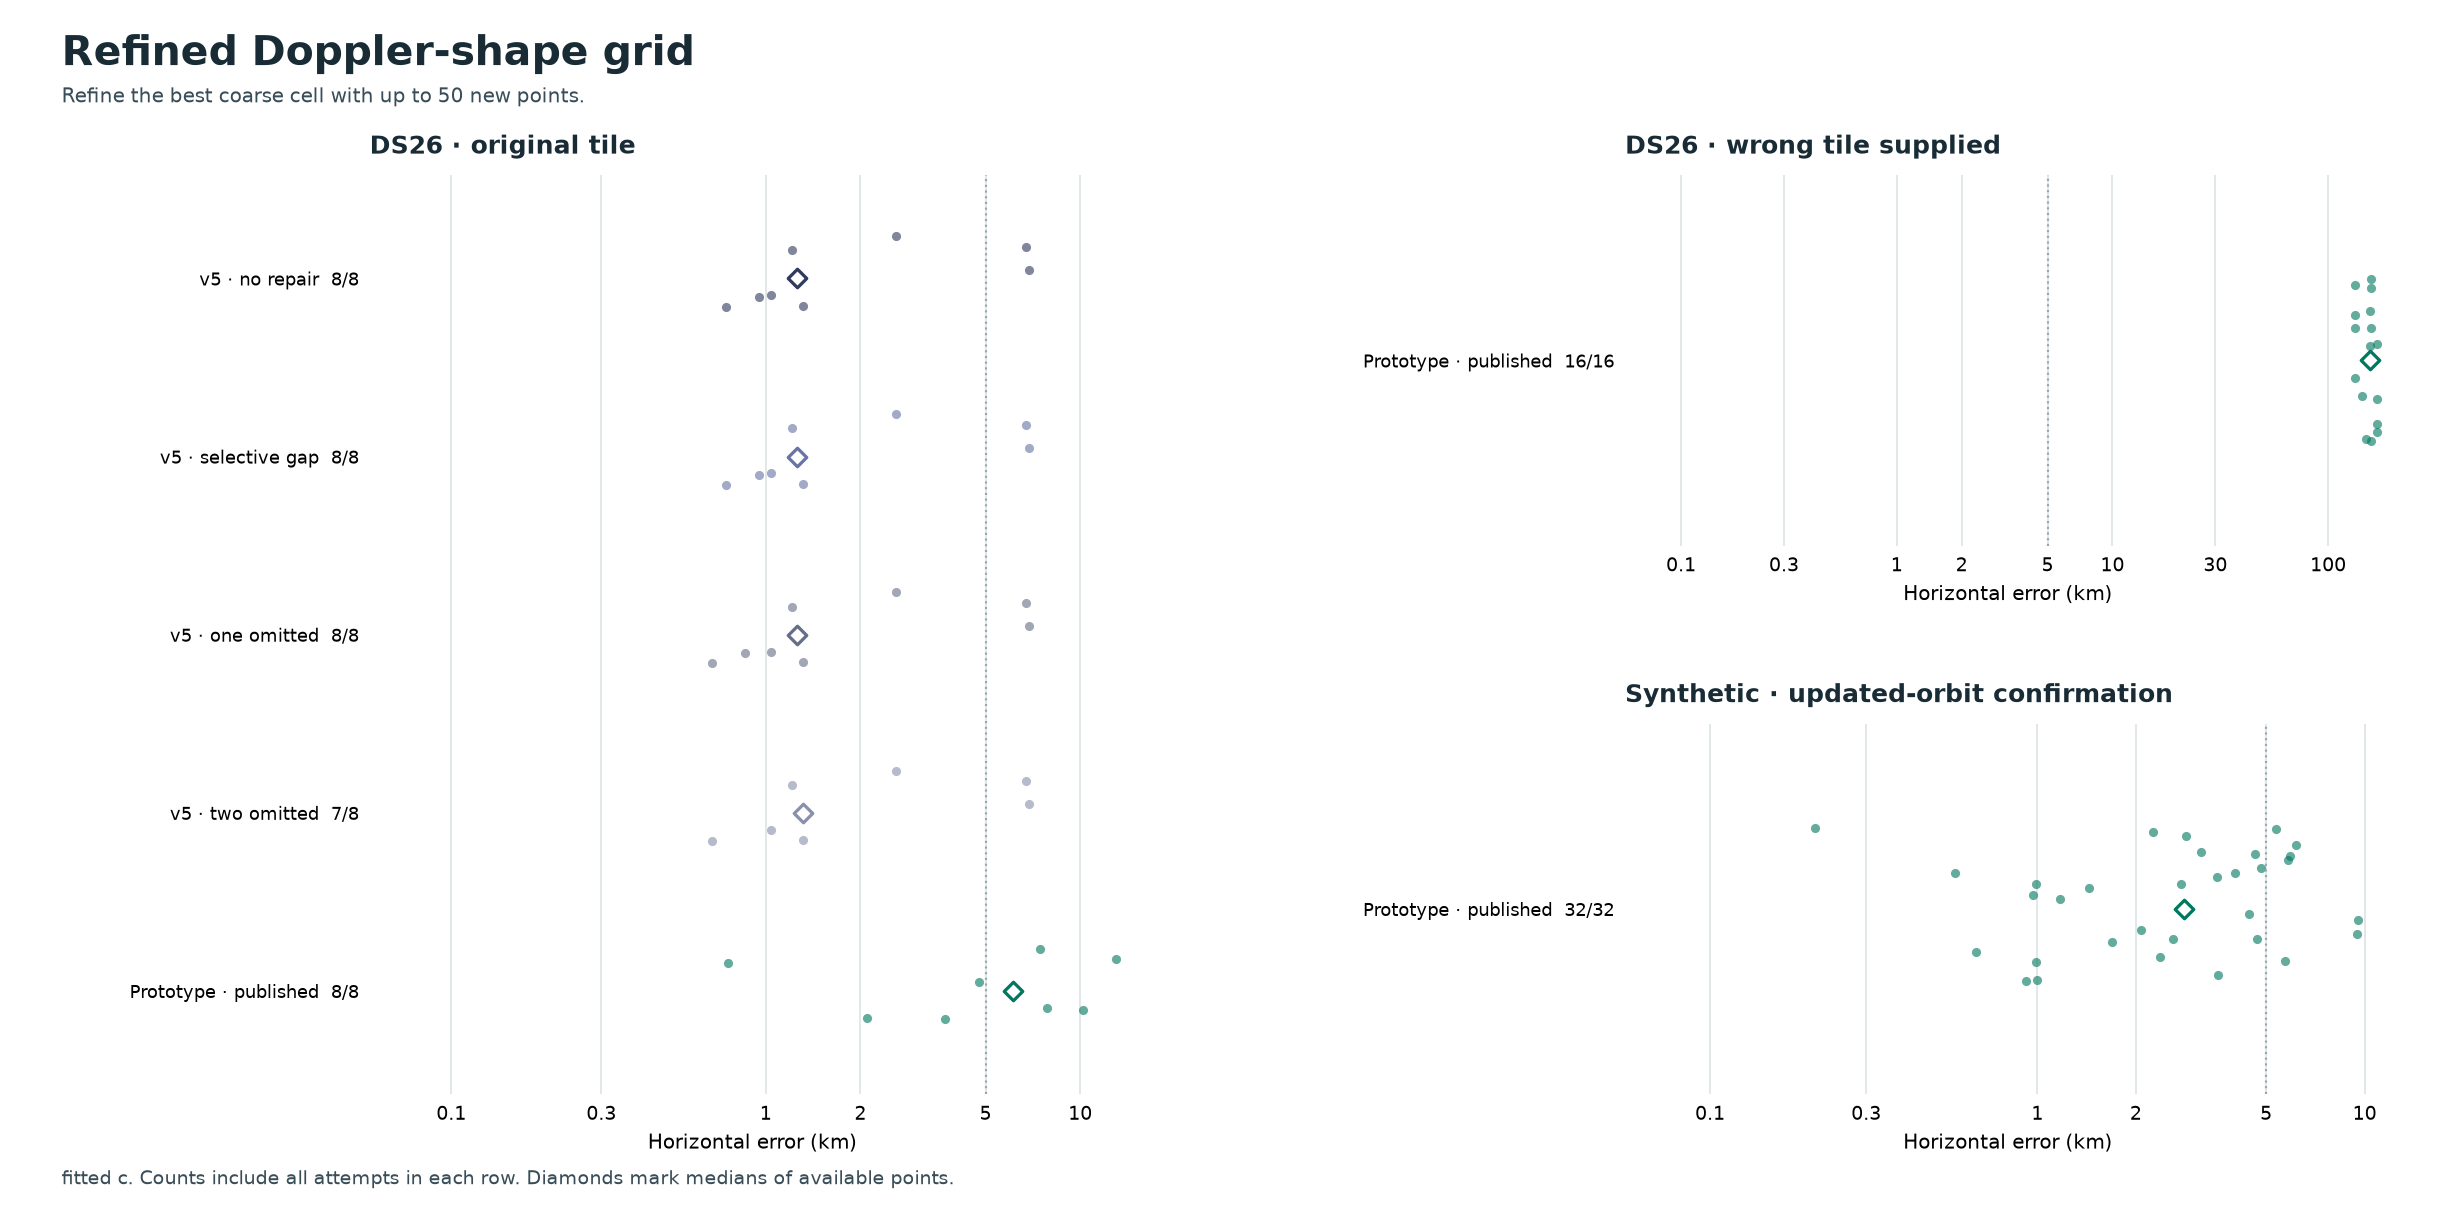 Refined Doppler-shape grid
Refine the best coarse cell with up to 50 new points.
DS26 · original tile
v5 · no repair 8/8
v5 · selective gap 8/8
v5 · one omitted 8/8
v5 · two omitted 7/8
Prototype · published 8/8
0.1 0.3 1 2 5 10
Horizontal error (km)
DS26 · wrong tile supplied
Prototype · published 16/16
0.1 0.3 1 2 5 10 30 100
Horizontal error (km)
Synthetic · updated-orbit confirmation
Prototype · published 32/32
0.1 0.3 1 2 5 10
Horizontal error (km)
fitted c. Counts include all attempts in each row. Diamonds mark medians of available points.